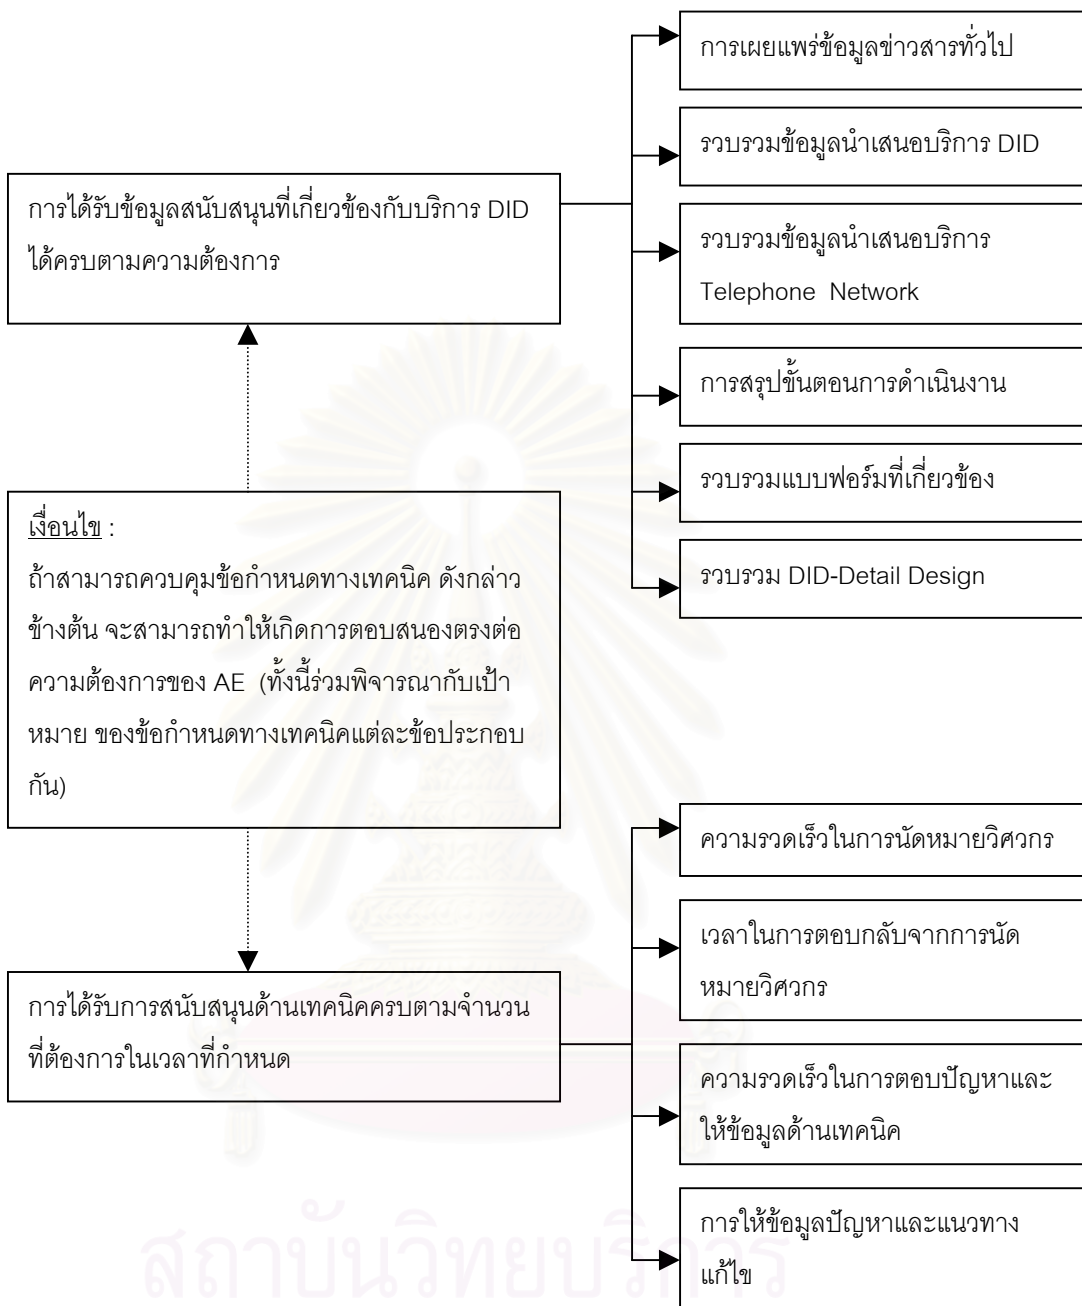 การเผยแพร่ข้อมูลข่าวสารทั่วไป
รวบรวมข้อมูลนำเสนอบริการ DID
การได้รับข้อมูลสนับสนุนที่เกี่ยวข้องกับบริการ DID
ได้ครบตามความต้องการ
รวบรวมข้อมูลนำเสนอบริการ
Telephone Network
การสรุปขั้นตอนการดำเนินงาน
รวบรวมแบบฟอร์มที่เกี่ยวข้อง
รวบรวม DID-Detail Design
เงื่อนไข :
ถ้าสามารถควบคุมข้อกำหนดทางเทคนิค ดังกล่าว
ข้างต้น จะสามารถทำให้เกิดการตอบสนองตรงต่อ
ความต้องการของ AE (ทั้งนี้ร่วมพิจารณากับเป้า
หมาย ของข้อกำหนดทางเทคนิคแต่ละข้อประกอบ
กัน)
ความรวดเร็วในการนัดหมายวิศวกร
เวลาในการตอบกลับจากการนัด
หมายวิศวกร
การได้รับการสนับสนุนด้านเทคนิคครบตามจำนวน
ที่ต้องการในเวลาที่กำหนด
ความรวดเร็วในการตอบปัญหาและ
ให้ข้อมูลด้านเทคนิค
การให้ข้อมูลปัญหาและแนวทาง
แก้ไข
สถาบันวิทยบริการ